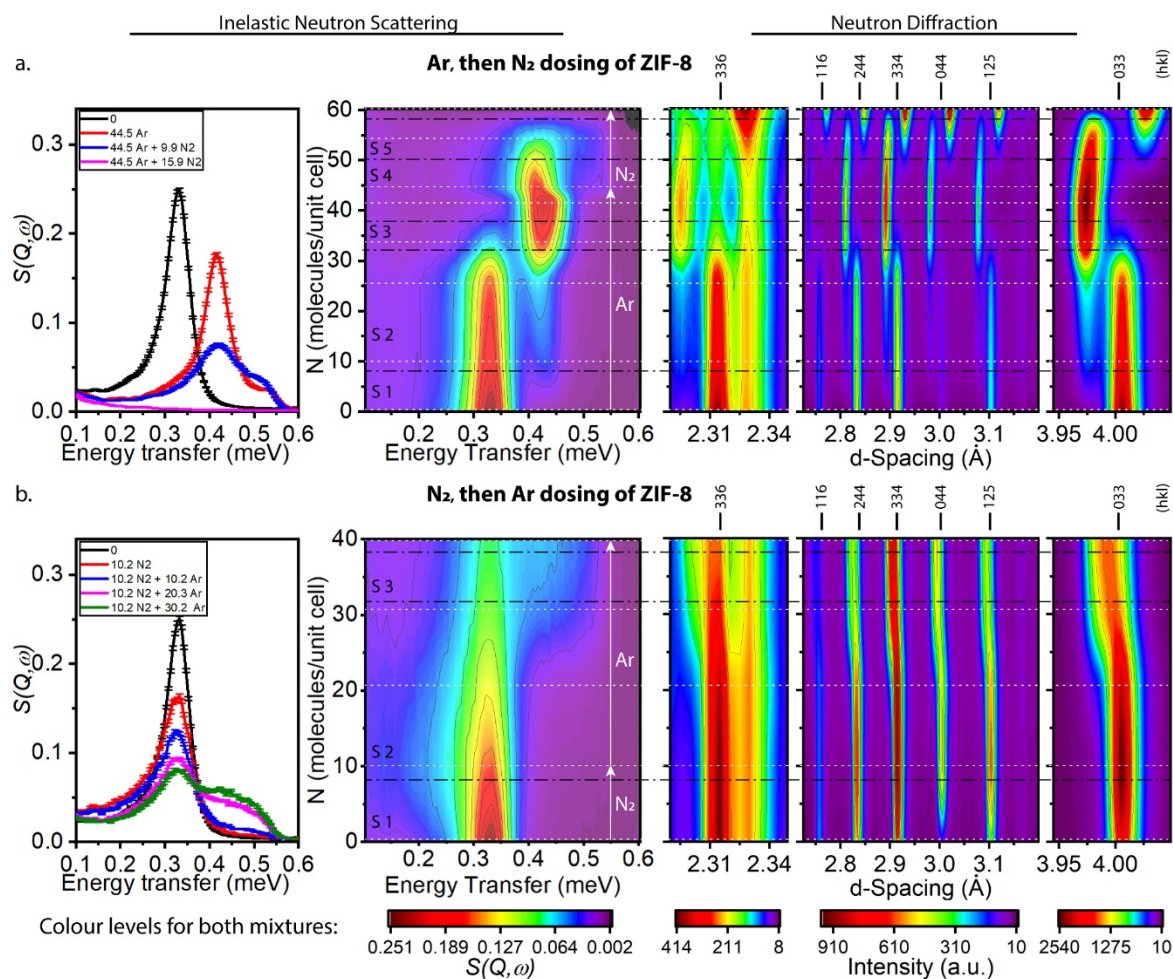 Inelastic Neutron Scattering
Neutron Diffraction
a.
Ar, then N₂ dosing of ZIF-8
116
244
334
044
125
336
033
(hkl)
0
44.5 Ar
44.5 Ar + 9.9 N2
44.5 Ar + 15.9 N2
S(Q,ω)
0.3
0.2
0.1
0.0
0.1 0.2 0.3 0.4 0.5 0.6
Energy transfer (meV)
N (molecules/unit cell)
60
50
40
30
20
10
0
S 5
S 4
S 3
S 2
S 1
N₂
Ar
0.2 0.3 0.4 0.5 0.6
Energy Transfer (meV)
2.31 2.34
2.8 2.9 3.0 3.1
d-Spacing (Å)
3.95 4.00
b.
N₂, then Ar dosing of ZIF-8
336
116
244
334
044
125
033
(hkl)
0
10.2 N2
10.2 N2 + 10.2 Ar
10.2 N2 + 20.3 Ar
10.2 N2 + 30.2 Ar
S(Q,ω)
0.3
0.2
0.1
0.0
0.1 0.2 0.3 0.4 0.5 0.6
Energy transfer (meV)
N (molecules/unit cell)
40
30
20
10
0
S 3
S 2
S 1
Ar
N₂
0.2 0.3 0.4 0.5 0.6
Energy Transfer (meV)
2.31 2.34
2.8 2.9 3.0 3.1
d-Spacing (Å)
3.95 4.00
Colour levels for both mixtures:
0.251 0.189 0.127 0.064 0.002
S(Q,ω)
414 211 8
910 610 310 10
Intensity (a.u.)
2540 1275 10